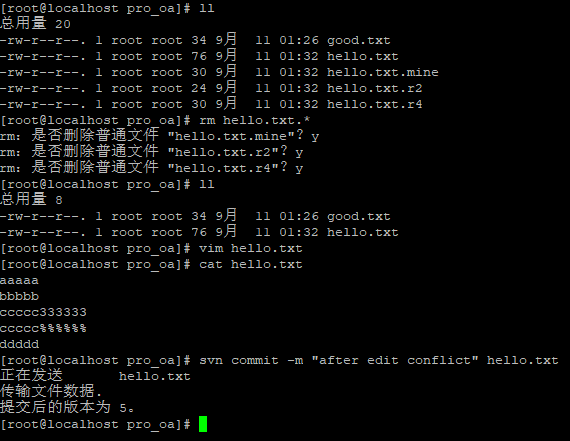 [root@localhost pro_oa]# ll
总用量 20
-rw-r--r--. 1 root root 34 9月  11 01:26 good.txt
-rw-r--r--. 1 root root 76 9月  11 01:32 hello.txt
-rw-r--r--. 1 root root 30 9月  11 01:32 hello.txt.mine
-rw-r--r--. 1 root root 24 9月  11 01:32 hello.txt.r2
-rw-r--r--. 1 root root 30 9月  11 01:32 hello.txt.r4
[root@localhost pro_oa]# rm hello.txt.*
rm：是否删除普通文件 "hello.txt.mine"？y
rm：是否删除普通文件 "hello.txt.r2"？y
rm：是否删除普通文件 "hello.txt.r4"？y
[root@localhost pro_oa]# ll
总用量 8
-rw-r--r--. 1 root root 34 9月  11 01:26 good.txt
-rw-r--r--. 1 root root 76 9月  11 01:32 hello.txt
[root@localhost pro_oa]# vim hello.txt
[root@localhost pro_oa]# cat hello.txt
aaaaa
bbbbb
ccccc333333
ccccc%%%%%%
ddddd
[root@localhost pro_oa]# svn commit -m "after edit conflict" hello.txt
正在发送       hello.txt
传输文件数据.
提交后的版本为 5。
[root@localhost pro_oa]#